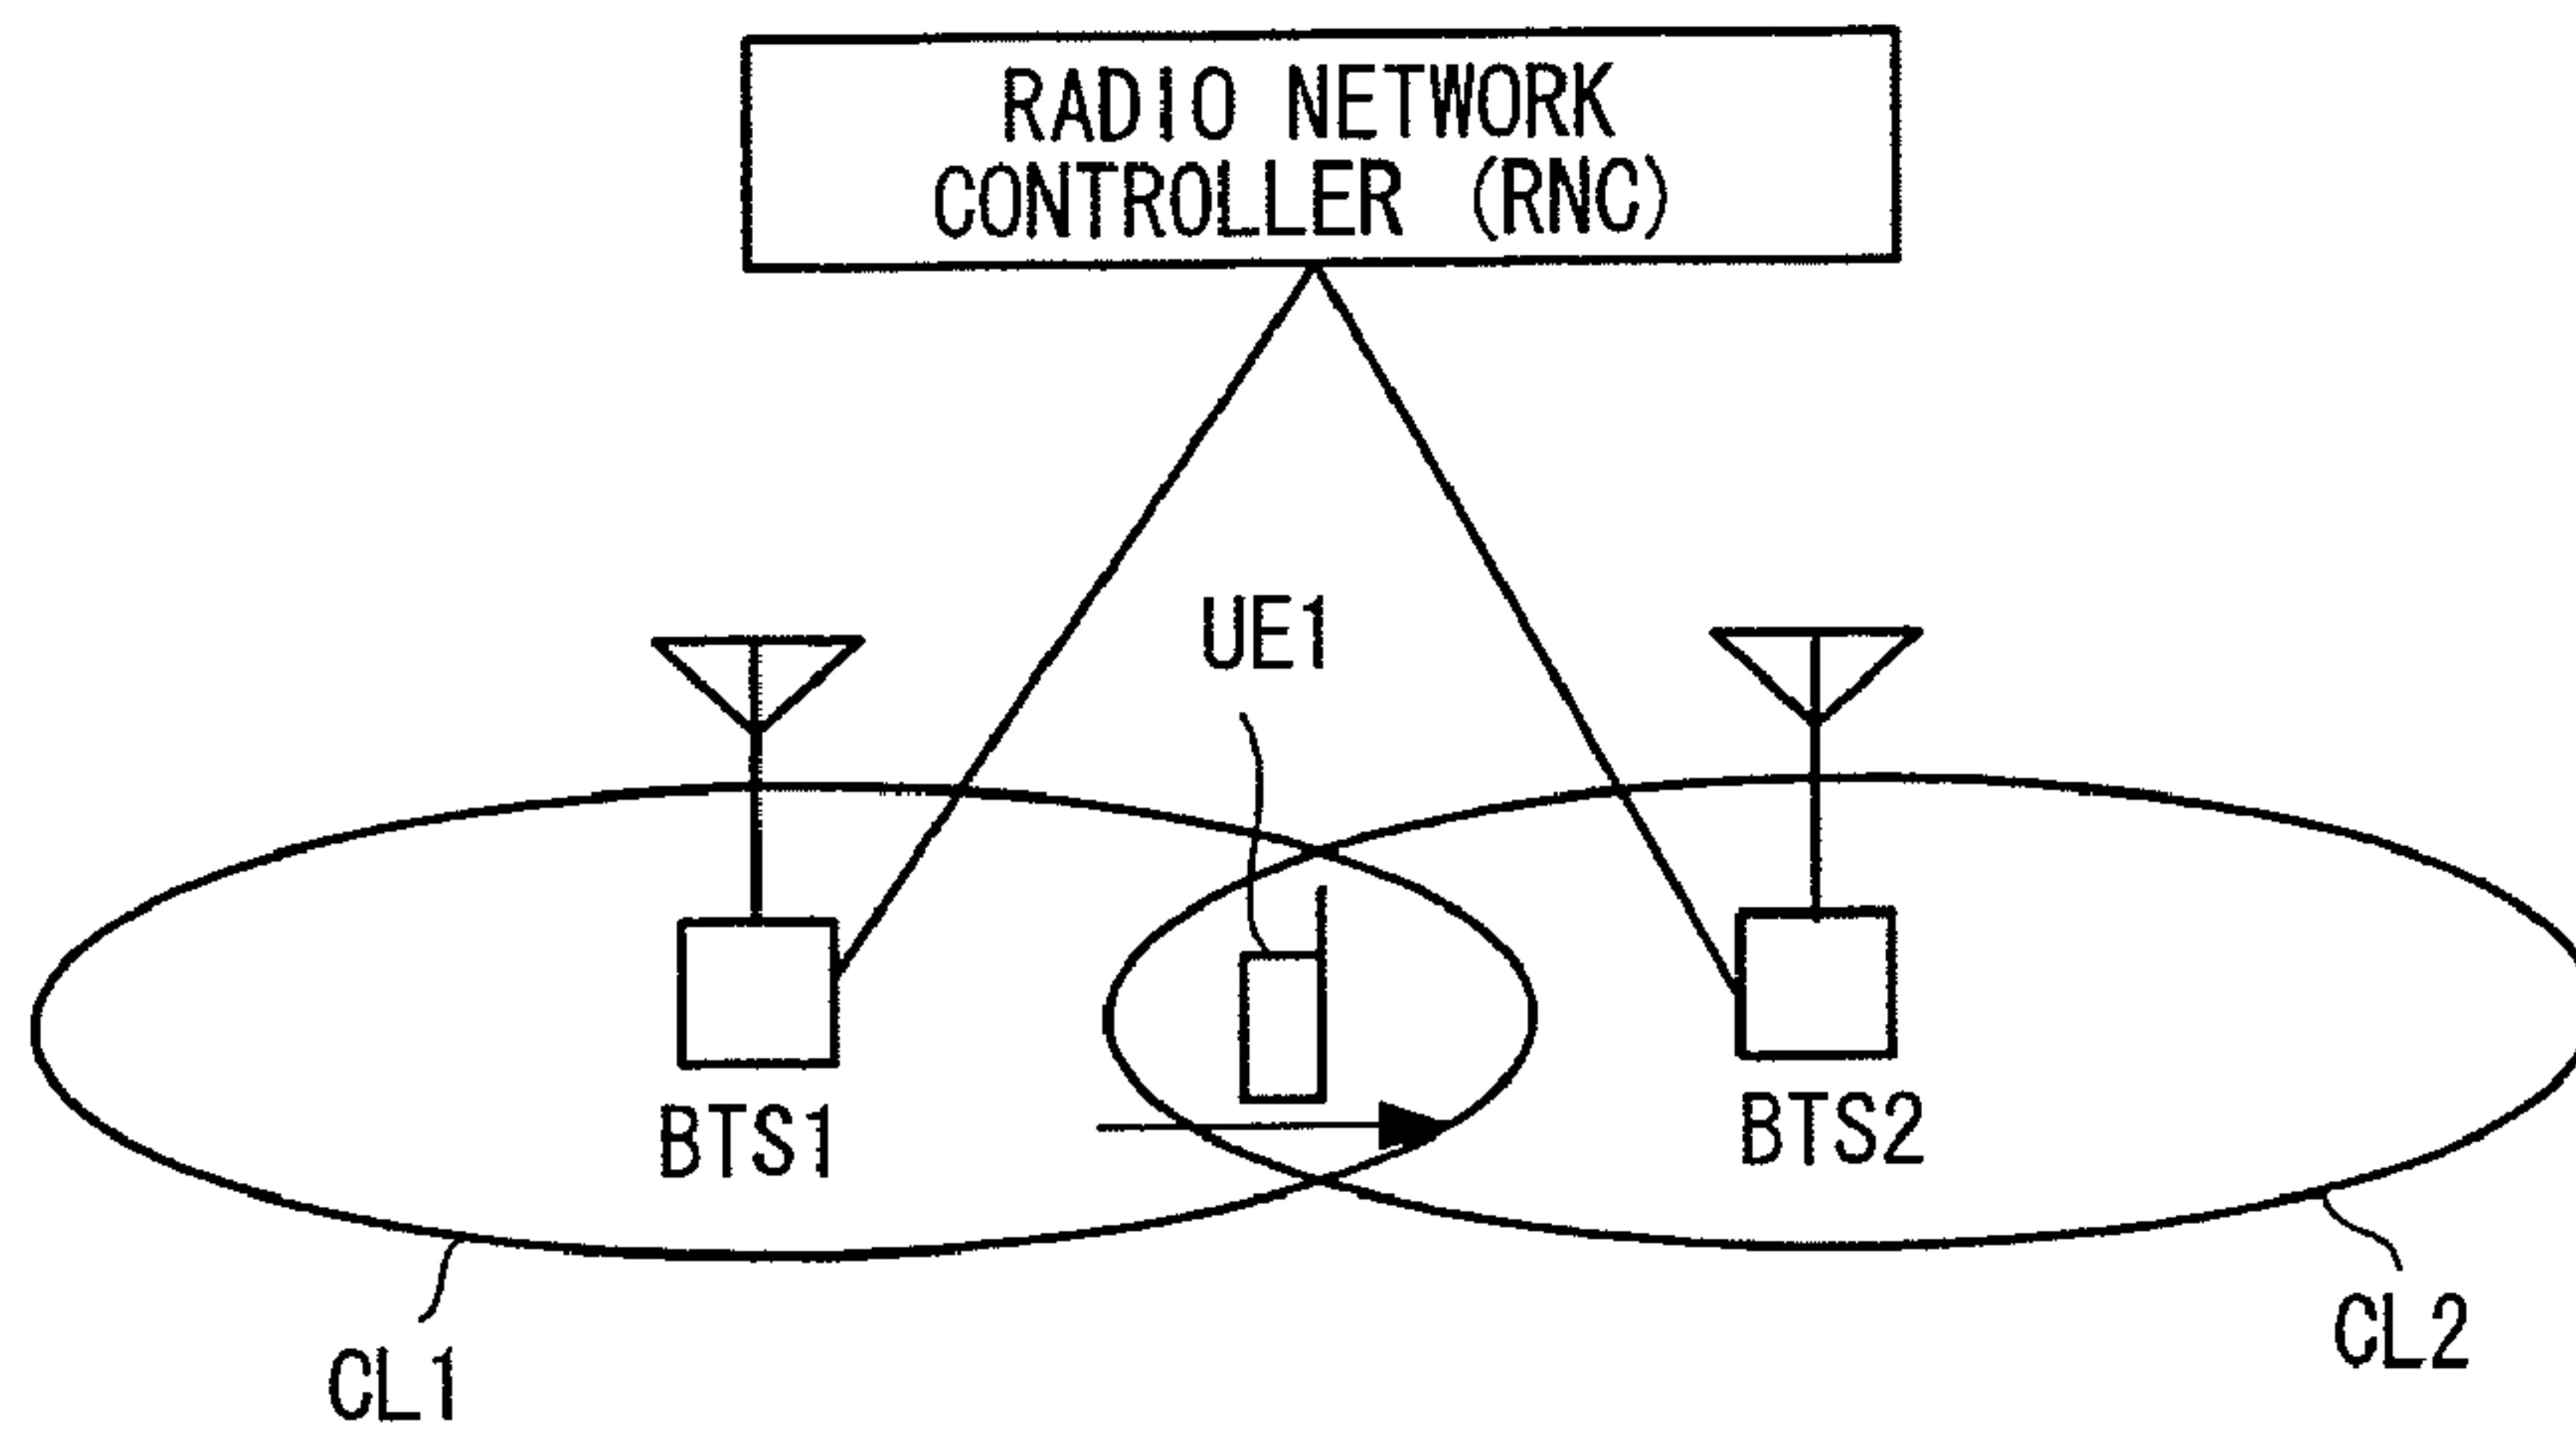 RADIO NETWORK
CONTROLLER (RNC)
UE1
BTS1
BTS2
CL1
CL2